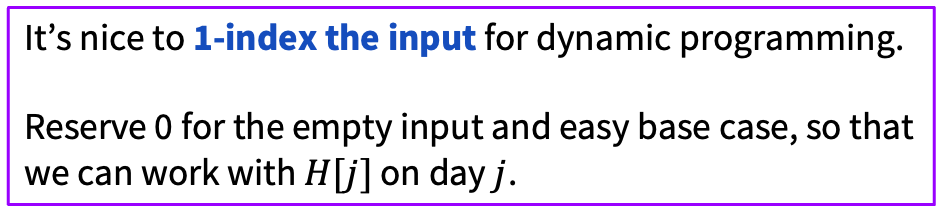 It’s nice to 1-index the input for dynamic programming.
Reserve 0 for the empty input and easy base case, so that
we can work with H[j] on day j.